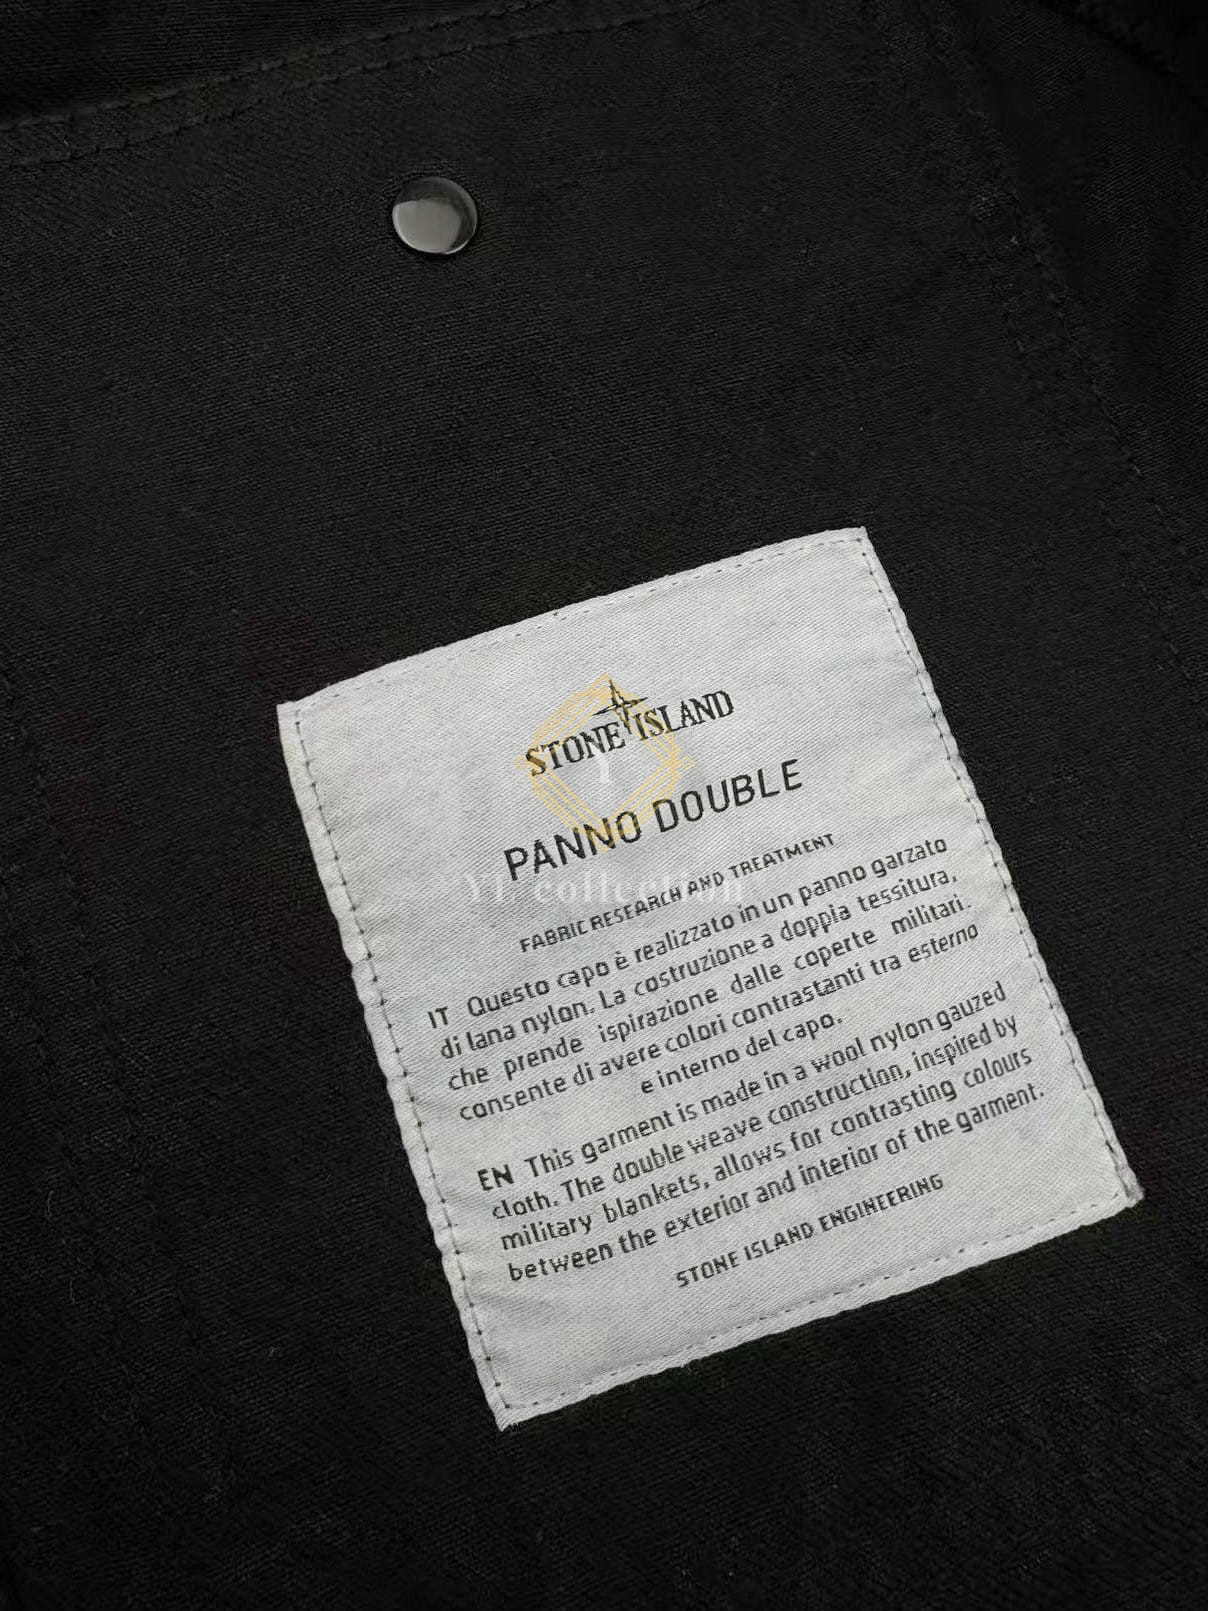 STONE ISLAND
PANNO DOUBLE
FABRIC RESEARCH AND TREATMENT
IT Questo capo è realizzato in un panno garzato
di lana nylon. La costruzione a doppia tessitura,
che prende ispirazione dalle coperte militari.
consente di avere colori contrastanti tra esterno
e interno del capo.
EN This garment is made in a wool nylon gauzed
cloth. The double weave construction, inspired by
military blankets, allows for contrasting colours
between the exterior and interior of the garment.
STONE ISLAND ENGINEERING
Y
YL collection